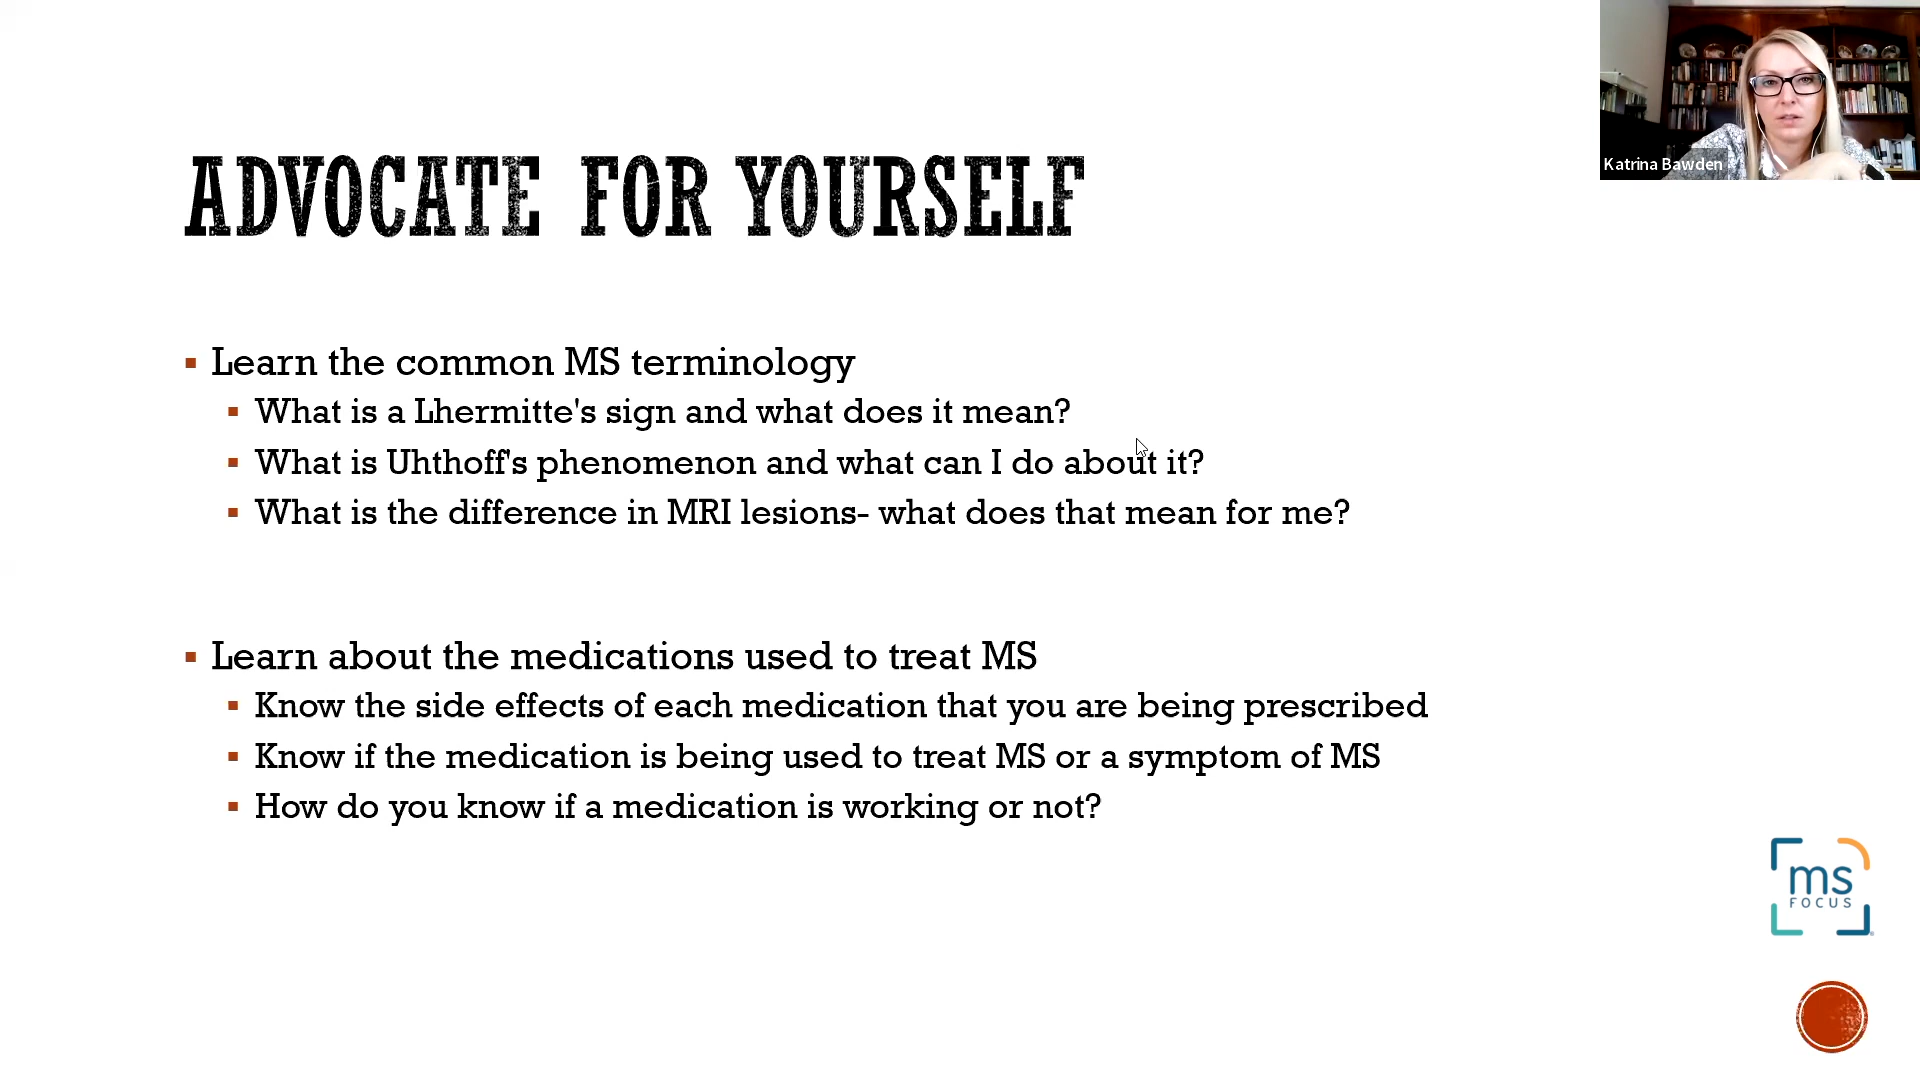 Katrina Bawden
ADVOCATE FOR YOURSELF
Learn the common MS terminology
What is a Lhermitte's sign and what does it mean?
What is Uhthoff's phenomenon and what can I do about it?
What is the difference in MRI lesions- what does that mean for me?
Learn about the medications used to treat MS
Know the side effects of each medication that you are being prescribed
Know if the medication is being used to treat MS or a symptom of MS
How do you know if a medication is working or not?
ms
FOCUS